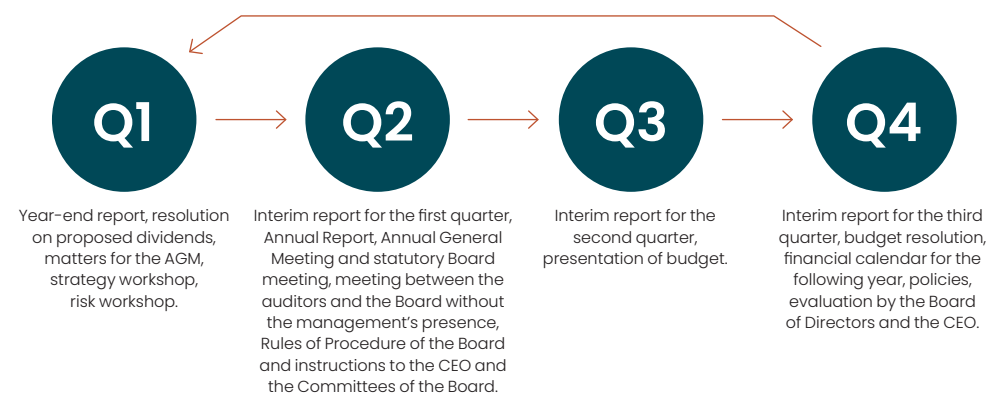 Q1
Year-end report, resolution
on proposed dividends,
matters for the AGM,
strategy workshop,
risk workshop.
Q2
Interim report for the first quarter,
Annual Report, Annual General
Meeting and statutory Board
meeting, meeting between the
auditors and the Board without
the management’s presence,
Rules of Procedure of the Board
and instructions to the CEO and
the Committees of the Board.
Q3
Interim report for the
second quarter,
presentation of budget.
Q4
Interim report for the third
quarter, budget resolution,
financial calendar for the
following year, policies,
evaluation by the Board
of Directors and the CEO.